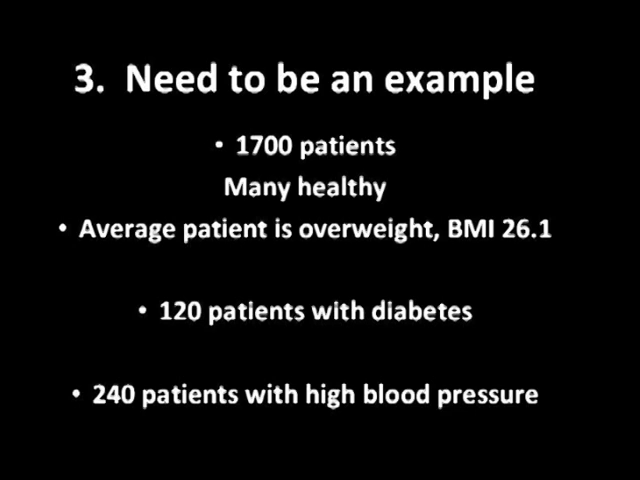 3. Need to be an example
• 1700 patients
Many healthy
• Average patient is overweight, BMI 26.1
• 120 patients with diabetes
• 240 patients with high blood pressure